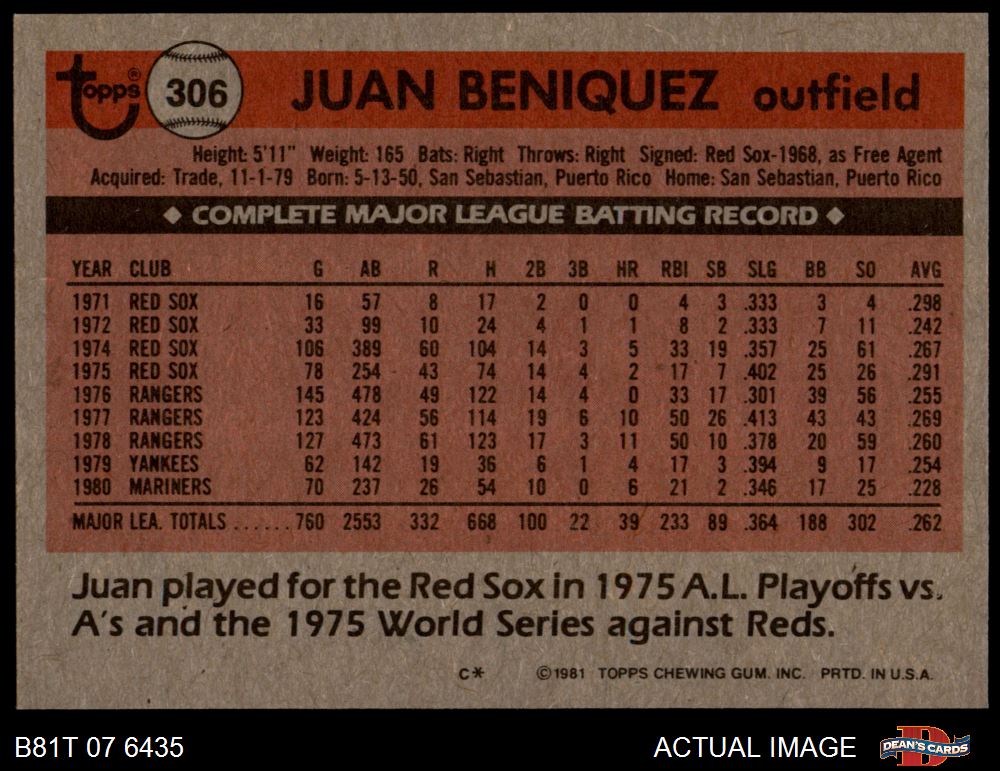 topps® 306 JUAN BENIQUEZ outfield
Height: 5'11" Weight: 165 Bats: Right Throws: Right Signed: Red Sox-1968, as Free Agent
Acquired: Trade, 11-1-79 Born: 5-13-50, San Sebastian, Puerto Rico Home: San Sebastian, Puerto Rico
◆ COMPLETE MAJOR LEAGUE BATTING RECORD ◆
YEAR CLUB G AB R H 2B 3B HR RBI SB SLG BB SO AVG
1971 RED SOX 16 57 8 17 2 0 0 4 3 .333 3 4 .298
1972 RED SOX 33 99 10 24 4 1 1 8 2 .333 7 11 .242
1974 RED SOX 106 389 60 104 14 3 5 33 19 .357 25 61 .267
1975 RED SOX 78 254 43 74 14 4 2 17 7 .402 25 26 .291
1976 RANGERS 145 478 49 122 14 4 0 33 17 .301 39 56 .255
1977 RANGERS 123 424 56 114 19 6 10 50 26 .413 43 43 .269
1978 RANGERS 127 473 61 123 17 3 11 50 10 .378 20 59 .260
1979 YANKEES 62 142 19 36 6 1 4 17 3 .394 9 17 .254
1980 MARINERS 70 237 26 54 10 0 6 21 2 .346 17 25 .228
MAJOR LEA. TOTALS ......760 2553 332 668 100 22 39 233 89 .364 188 302 .262
Juan played for the Red Sox in 1975 A.L. Playoffs vs.
A's and the 1975 World Series against Reds.
C* ©1981 TOPPS CHEWING GUM. INC. PRTD. IN U.S.A.
B81T 07 6435 ACTUAL IMAGE DEAN'S CARDS